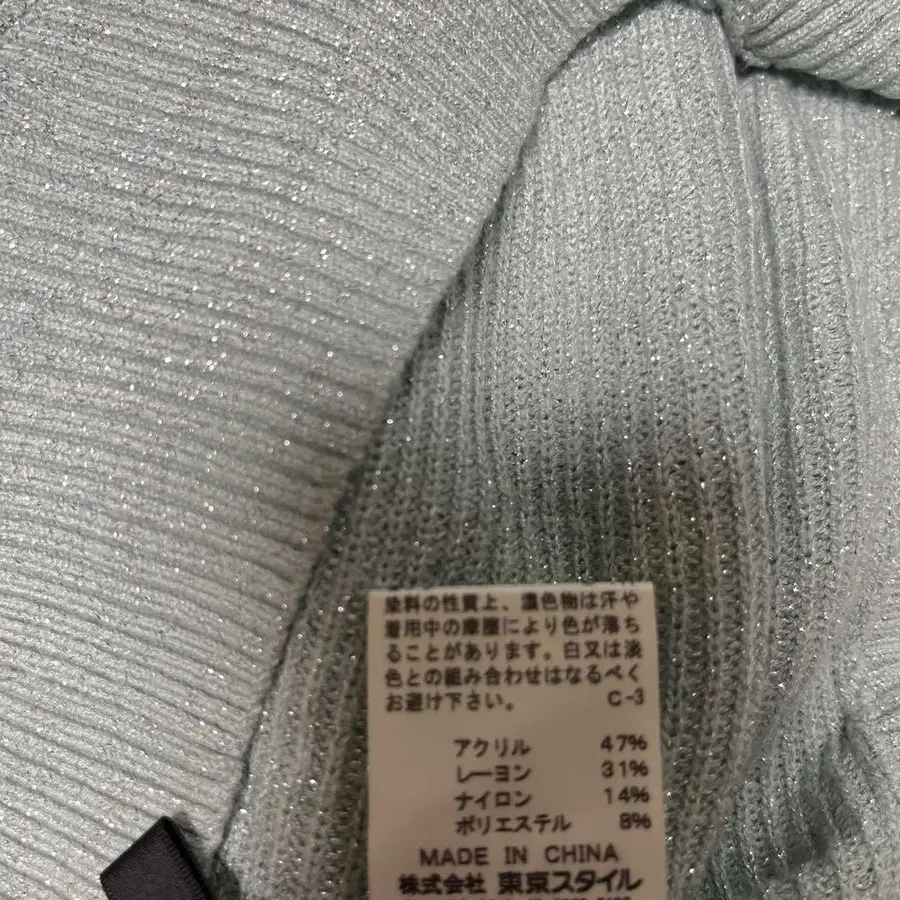 染料の性質上、濃色物は汗や
着用中の摩擦により色が落ち
ることがあります。白又は淡
色との組み合わせはなるべく
お避け下さい。 C-3
アクリル 47%
レーヨン 31%
ナイロン 14%
ポリエステル 8%
MADE IN CHINA
株式会社 東京スタイル